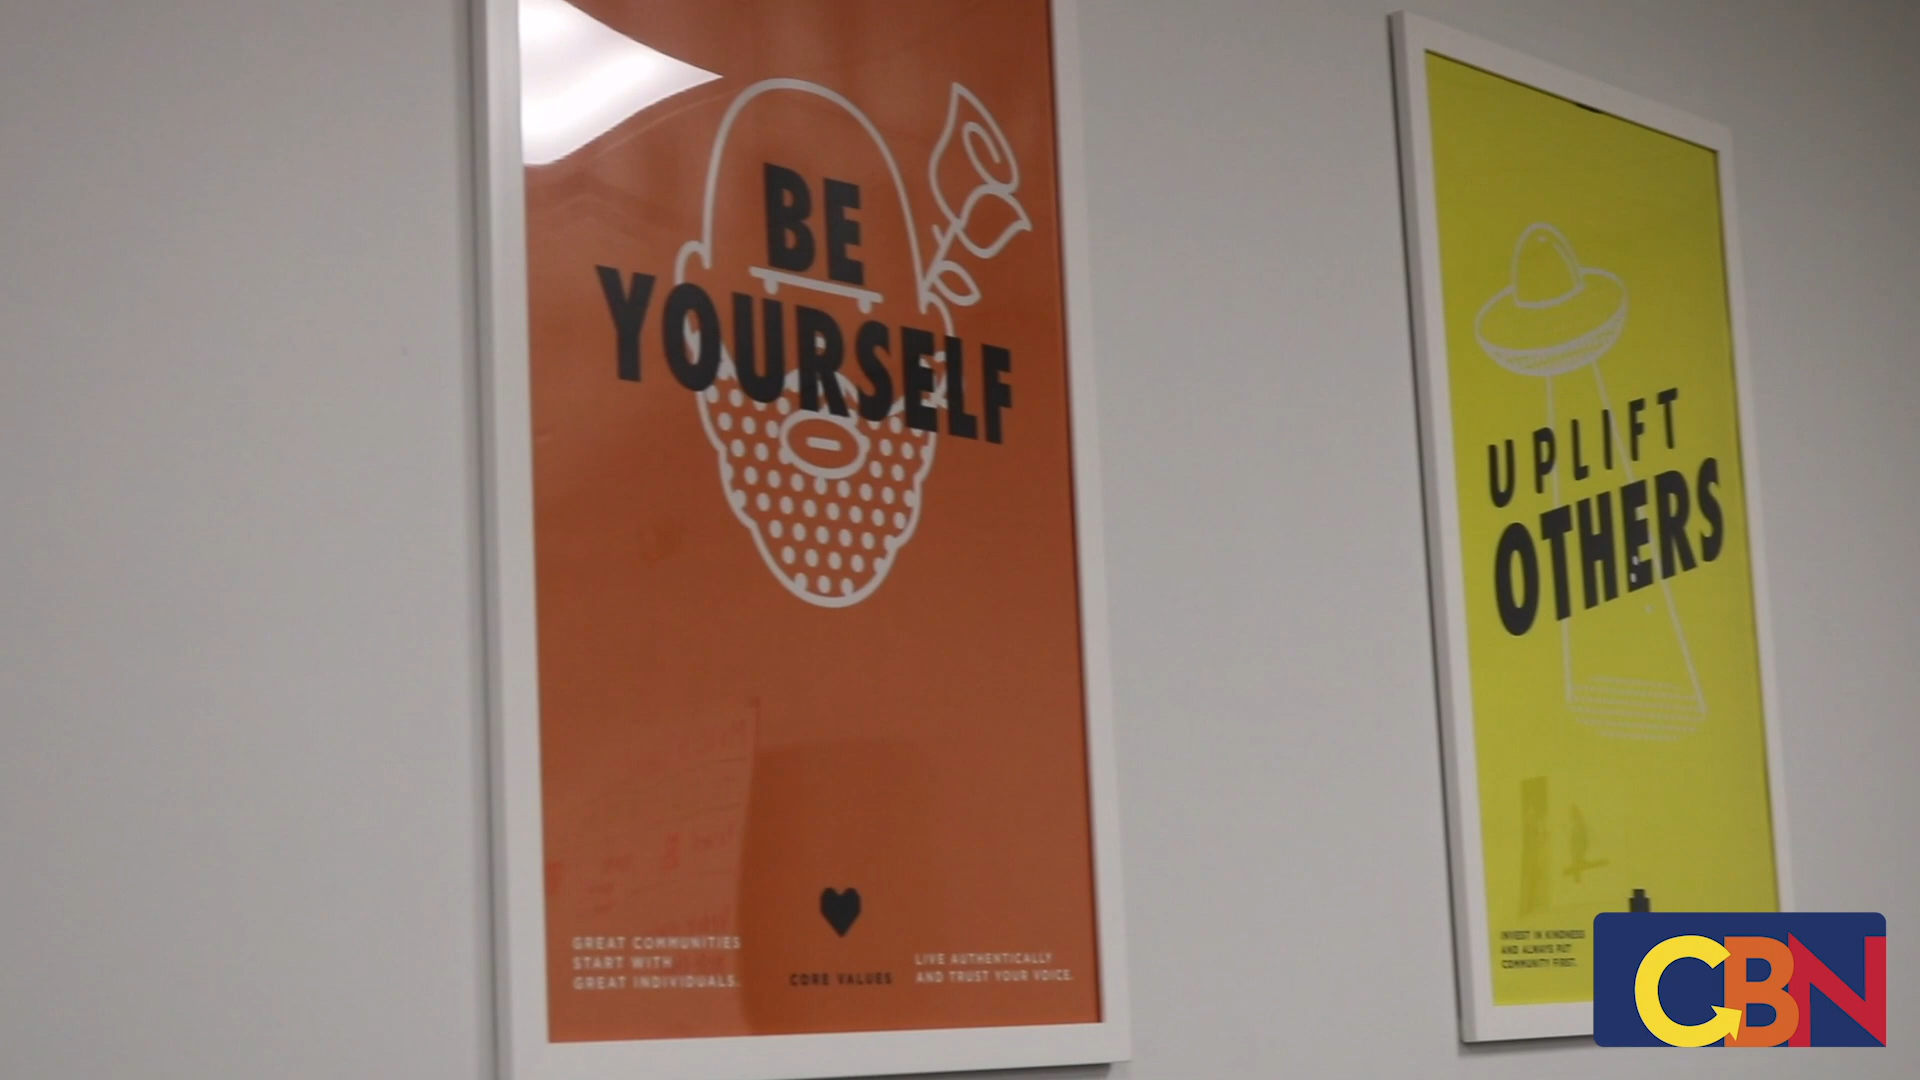 BE
YOURSELF
GREAT COMMUNITIES
START WITH
GREAT INDIVIDUALS.
CORE VALUES
LIVE AUTHENTICALLY
AND TRUST YOUR VOICE.
UPLIFT
OTHERS
INVEST IN KINDNESS
AND ALWAYS PUT
COMMUNITY FIRST.
CBN